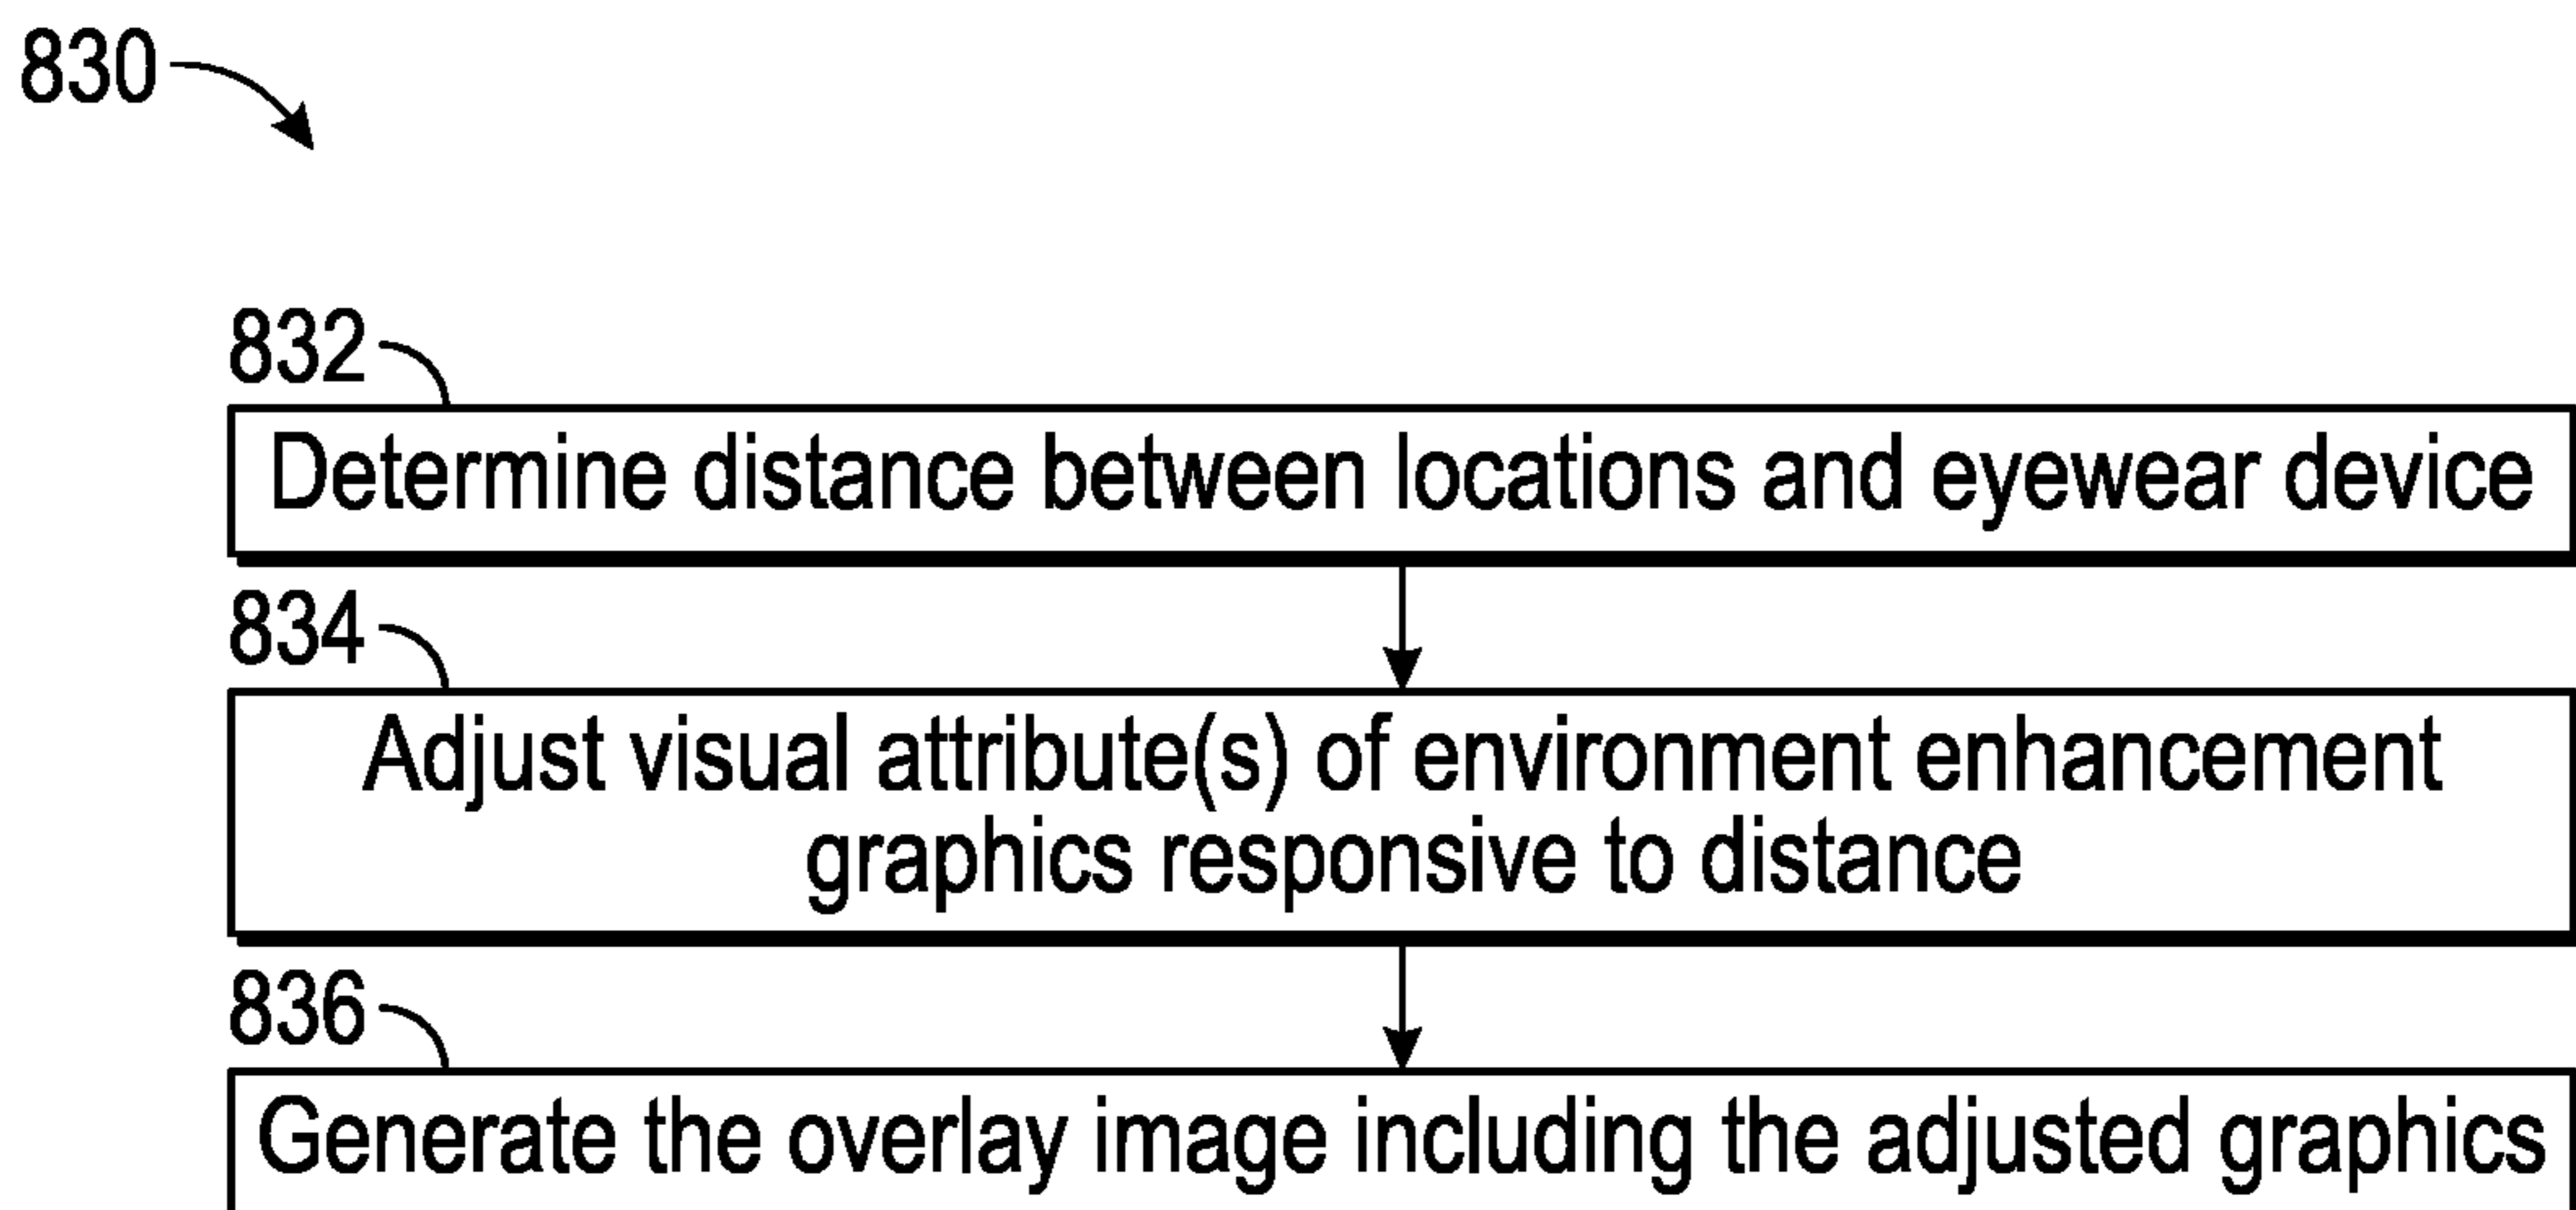 830
832
Determine distance between locations and eyewear device
834
Adjust visual attribute(s) of environment enhancement
graphics responsive to distance
836
Generate the overlay image including the adjusted graphics